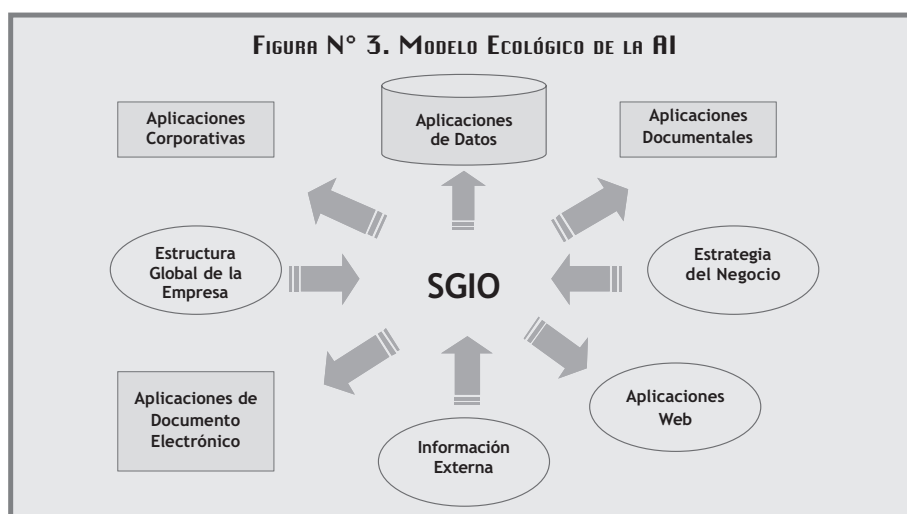 FIGURA N° 3. MODELO ECOLÓGICO DE LA AI
Aplicaciones
Corporativas
Aplicaciones
de Datos
Aplicaciones
Documentales
Estructura
Global de la
Empresa
SGIO
Estrategia
del Negocio
Aplicaciones de
Documento
Electrónico
Información
Externa
Aplicaciones
Web